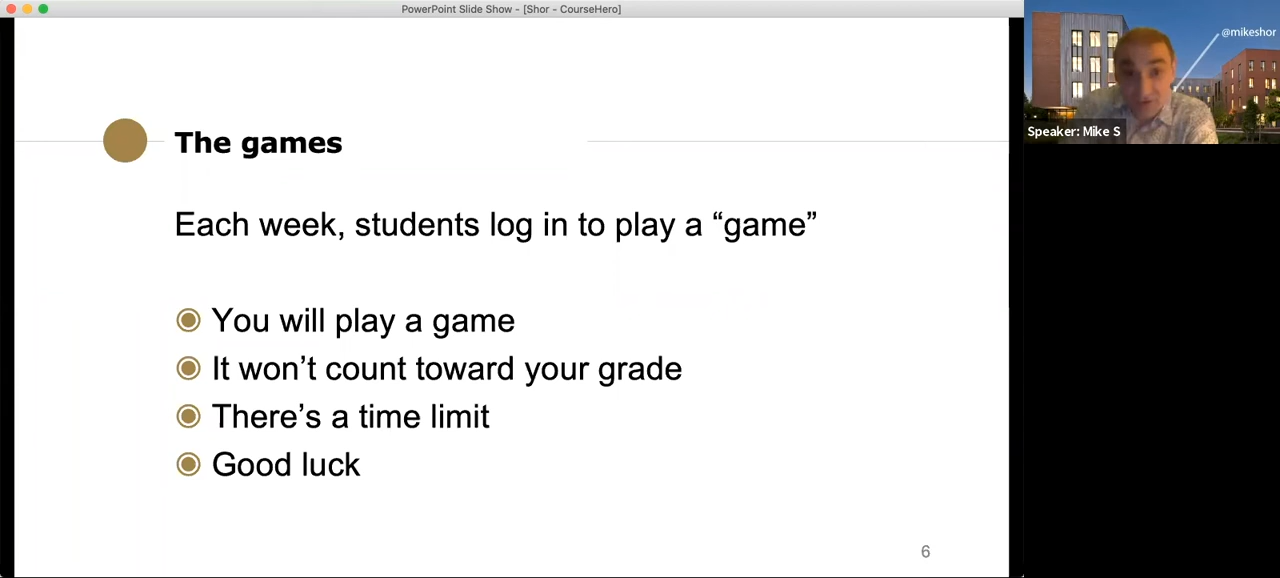 PowerPoint Slide Show - [Shor - CourseHero]
@mikeshor
Speaker: Mike S
The games
Each week, students log in to play a “game”
You will play a game
It won’t count toward your grade
There’s a time limit
Good luck
6